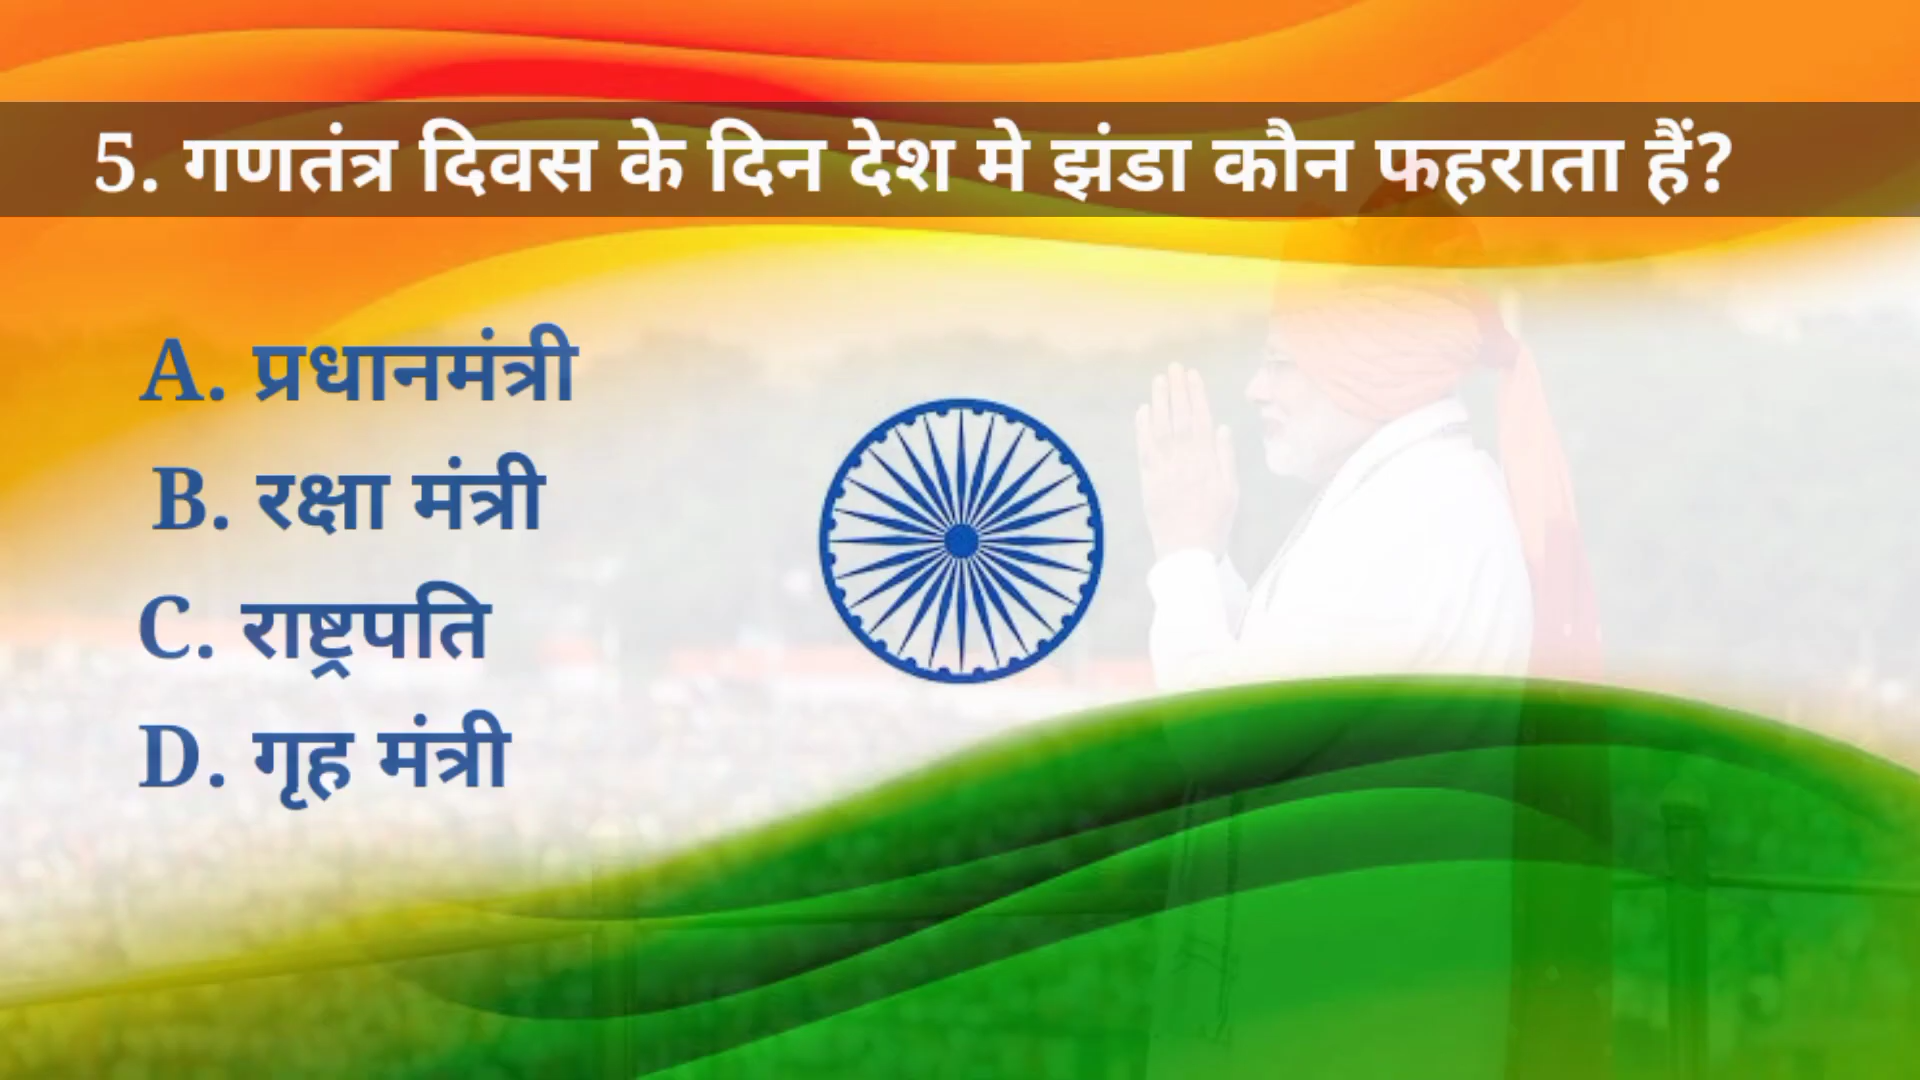 5. गणतंत्र दिवस के दिन देश मे झंडा कौन फहराता हैं?
A. प्रधानमंत्री
B. रक्षा मंत्री
C. राष्ट्रपति
D. गृह मंत्री